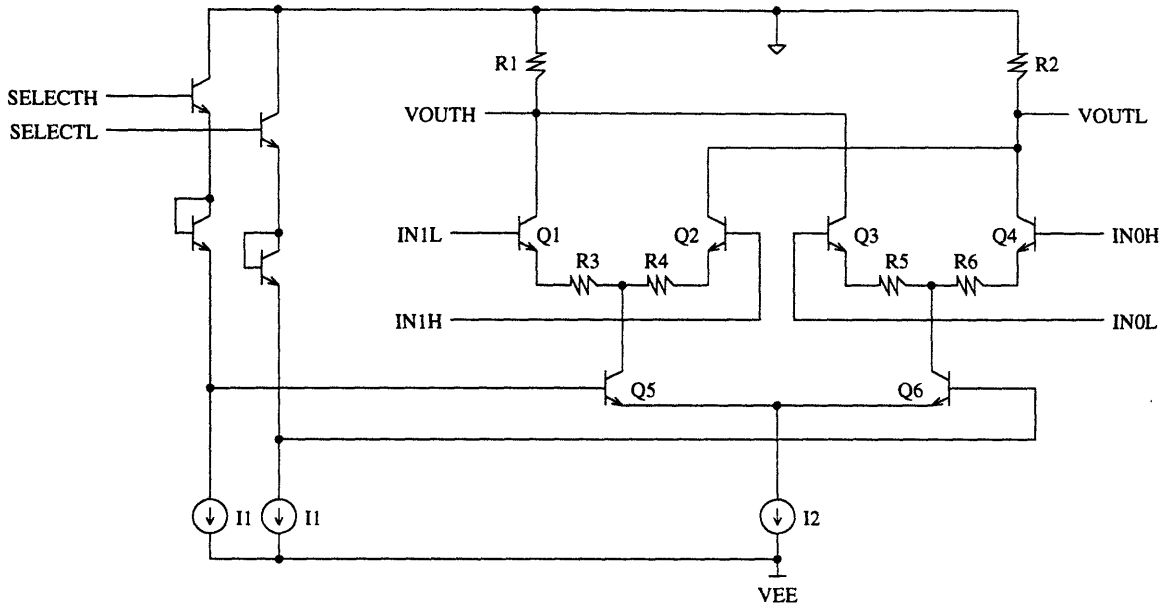 R1
R2
SELECTH
VOUTH
VOUTL
SELECTL
IN1L
Q1
Q2
Q3
Q4
IN0H
R3
R4
R5
R6
IN1H
IN0L
Q5
Q6
I1
I1
I2
VEE